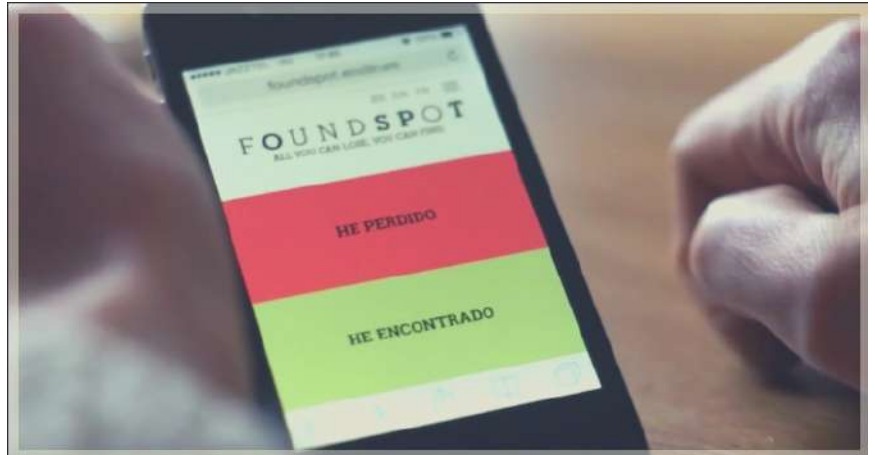 FOUNDSPOT
ALL YOU CAN LOSE, YOU CAN FIND.
HE PERDIDO
HE ENCONTRADO